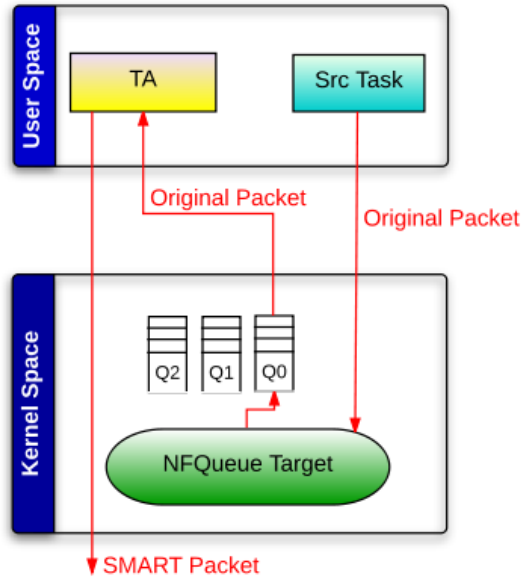 User Space
TA
Src Task
Original Packet
Original Packet
Kernel Space
Q2
Q1
Q0
NFQueue Target
SMART Packet